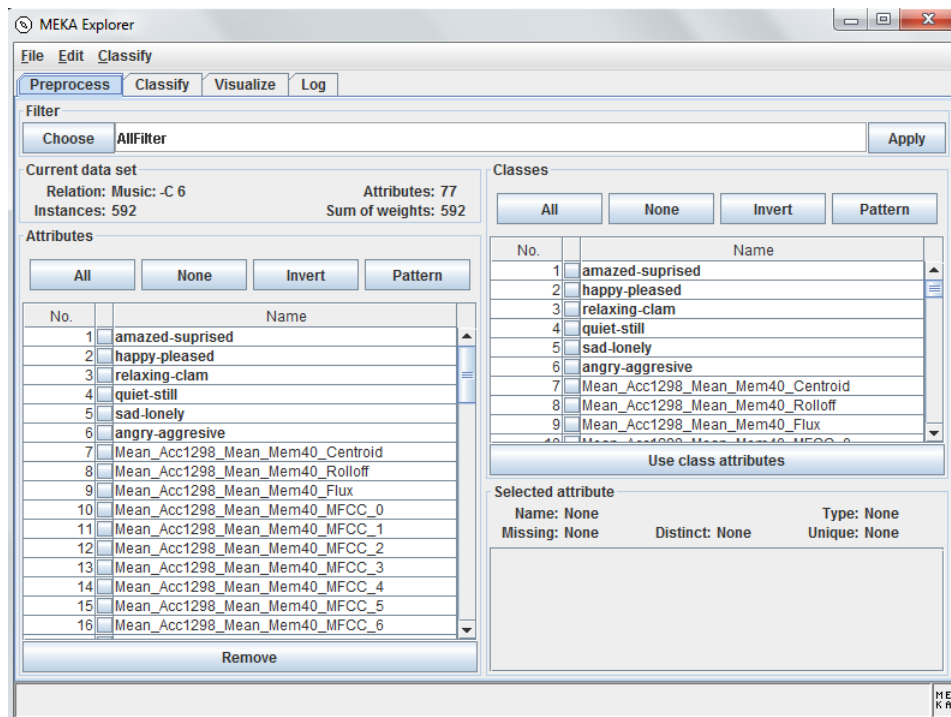 MEKA Explorer
File Edit Classify
Preprocess Classify Visualize Log
Filter
Choose AllFilter Apply
Current data set
Relation: Music: -C 6 Attributes: 77
Instances: 592 Sum of weights: 592
Attributes
All None Invert Pattern
No. Name
1 amazed-suprised
2 happy-pleased
3 relaxing-clam
4 quiet-still
5 sad-lonely
6 angry-aggresive
7 Mean_Acc1298_Mean_Mem40_Centroid
8 Mean_Acc1298_Mean_Mem40_Rolloff
9 Mean_Acc1298_Mean_Mem40_Flux
10 Mean_Acc1298_Mean_Mem40_MFCC_0
11 Mean_Acc1298_Mean_Mem40_MFCC_1
12 Mean_Acc1298_Mean_Mem40_MFCC_2
13 Mean_Acc1298_Mean_Mem40_MFCC_3
14 Mean_Acc1298_Mean_Mem40_MFCC_4
15 Mean_Acc1298_Mean_Mem40_MFCC_5
16 Mean_Acc1298_Mean_Mem40_MFCC_6
Remove
Classes
All None Invert Pattern
No. Name
1 amazed-suprised
2 happy-pleased
3 relaxing-clam
4 quiet-still
5 sad-lonely
6 angry-aggresive
7 Mean_Acc1298_Mean_Mem40_Centroid
8 Mean_Acc1298_Mean_Mem40_Rolloff
9 Mean_Acc1298_Mean_Mem40_Flux
10 Mean_Acc1298_Mean_Mem40_MFCC_0
Use class attributes
Selected attribute
Name: None Type: None
Missing: None Distinct: None Unique: None
ME
KA